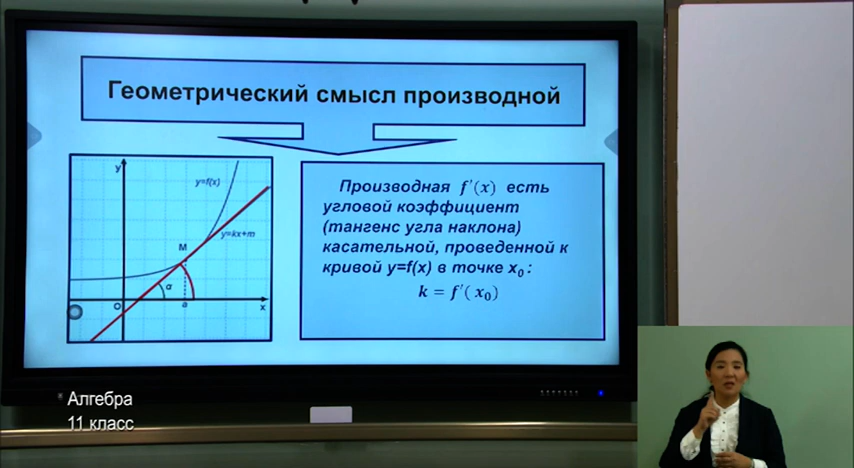 Геометрический смысл производной
y
y=f(x)
y=kx+m
M
α
O
a
x
Производная f'(x) есть
угловой коэффициент
(тангенс угла наклона)
касательной, проведенной к
кривой y=f(x) в точке x₀ :
k = f'( x₀)
Алгебра
11 класс